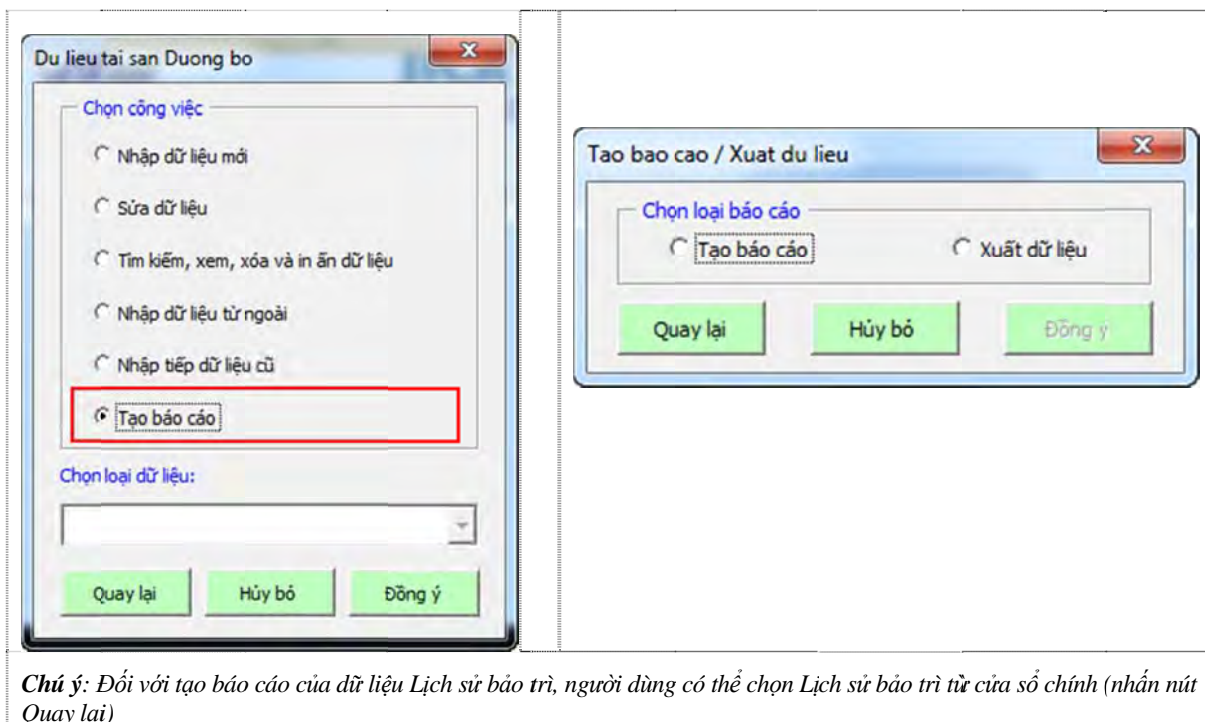 Du lieu tai san Duong bo
Chọn công việc
Nhập dữ liệu mới
Sửa dữ liệu
Tìm kiếm, xem, xóa và in ấn dữ liệu
Nhập dữ liệu từ ngoài
Nhập tiếp dữ liệu cũ
Tạo báo cáo
Chọn loại dữ liệu:
Quay lại Hủy bỏ Đồng ý
Tao bao cao / Xuat du lieu
Chọn loại báo cáo
Tạo báo cáo Xuất dữ liệu
Quay lại Hủy bỏ Đồng ý
Chú ý: Đối với tạo báo cáo của dữ liệu Lịch sử bảo trì, người dùng có thể chọn Lịch sử bảo trì từ cửa sổ chính (nhấn nút
Quay lại)